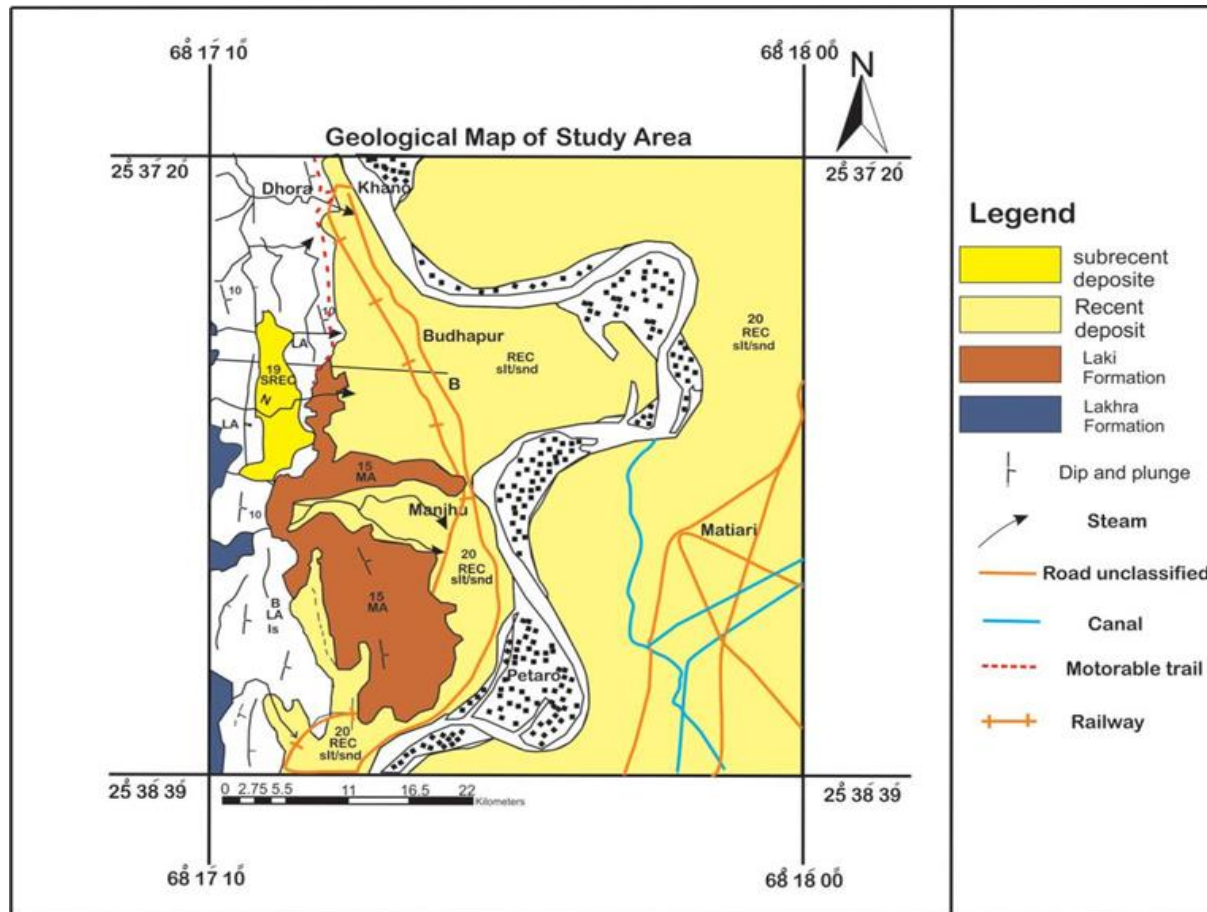 68° 17´ 10°
68° 18´ 00°
N
Geological Map of Study Area
25° 37´ 20°
25° 37´ 20°
Dhora
Khano
10
10
LA
Budhapur
20
REC
slt/snd
REC
slt/snd
19
SREC
N
B
LA
15
MA
Manjhu
10
Matiari
20
REC
slt/snd
15
MA
B
LA
ls
Petaro
20
REC
slt/snd
25° 38´ 39°
25° 38´ 39°
0 2.75 5.5 11 16.5 22
Kilometers
68° 17´ 10°
68° 18´ 00°
Legend
subrecent
deposite
Recent
deposit
Laki
Formation
Lakhra
Formation
Dip and plunge
Steam
Road unclassified
Canal
Motorable trail
Railway